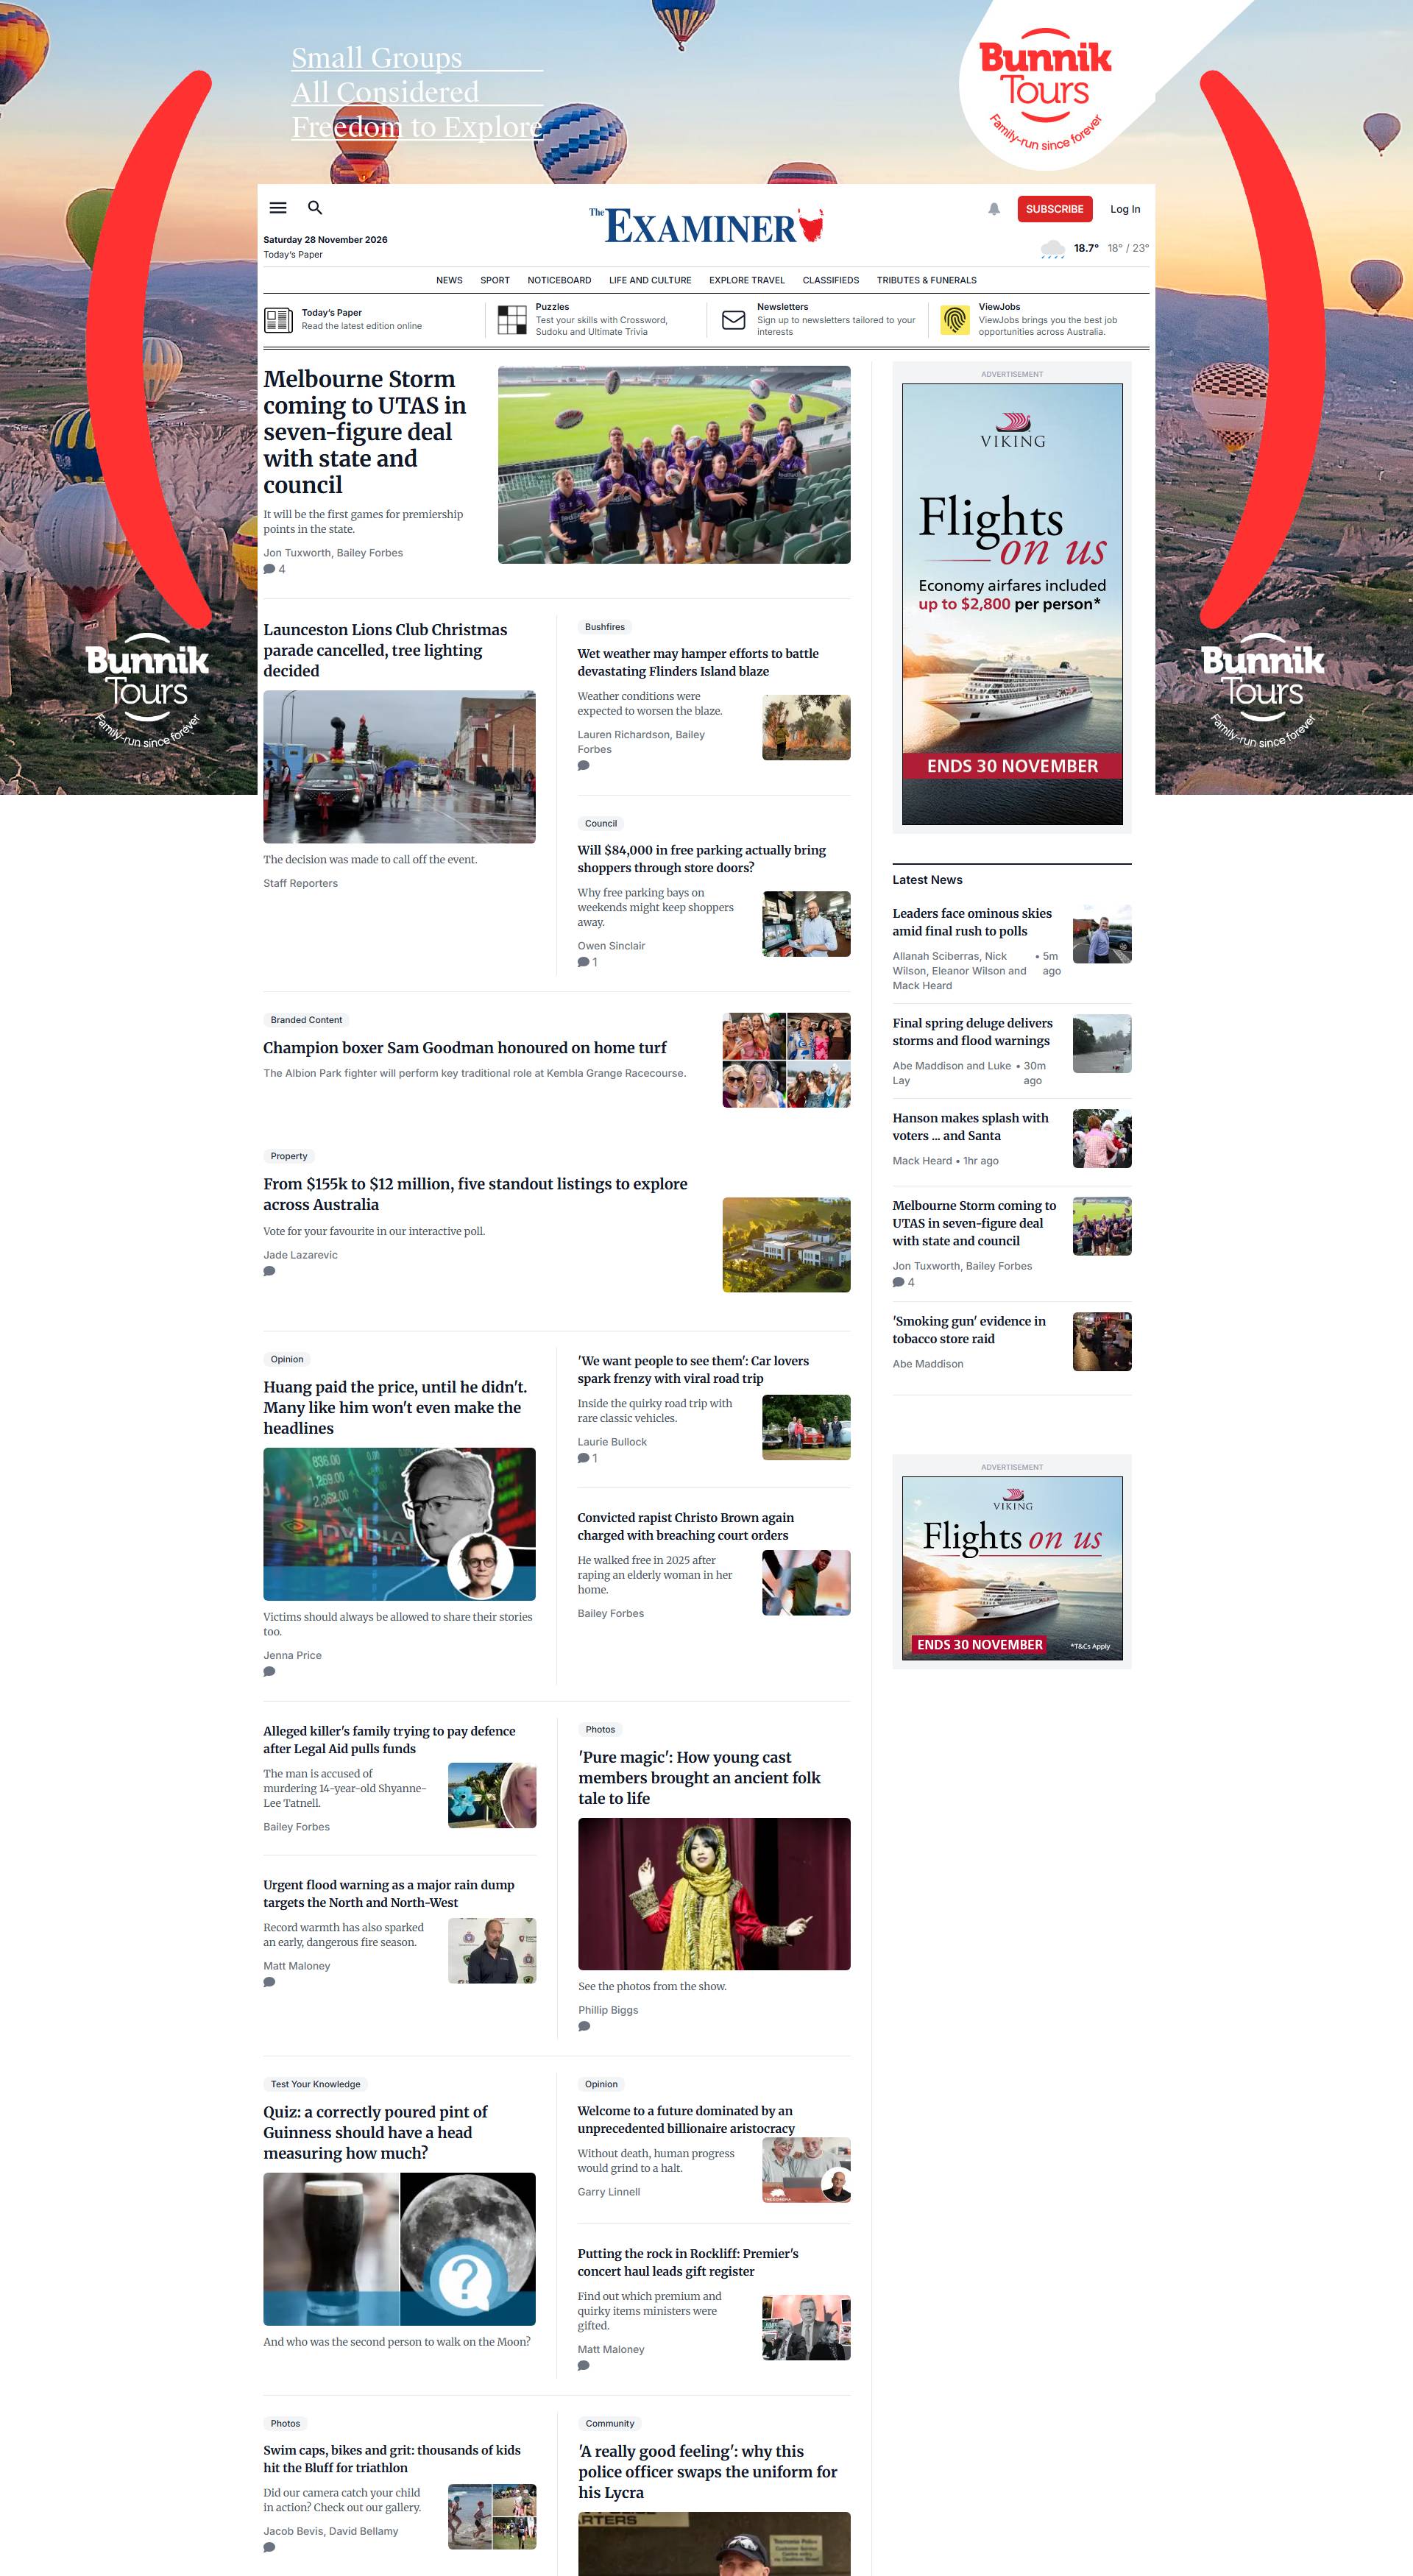 Small Groups
All Considered
Freedom to Explore
Bunnik
Tours
Family-run since forever
SUBSCRIBE
Log In
The EXAMINER
Saturday 28 November 2026
Today's Paper
18.7° 18° / 23°
NEWS SPORT NOTICEBOARD LIFE AND CULTURE EXPLORE TRAVEL CLASSIFIEDS TRIBUTES & FUNERALS
Today's Paper
Read the latest edition online
Puzzles
Test your skills with Crossword,
Sudoku and Ultimate Trivia
Newsletters
Sign up to newsletters tailored to your
interests
ViewJobs
ViewJobs brings you the best job
opportunities across Australia.
Melbourne Storm
coming to UTAS in
seven-figure deal
with state and
council
It will be the first games for premiership
points in the state.
Jon Tuxworth, Bailey Forbes
4
Launceston Lions Club Christmas
parade cancelled, tree lighting
decided
The decision was made to call off the event.
Staff Reporters
Bushfires
Wet weather may hamper efforts to battle
devastating Flinders Island blaze
Weather conditions were
expected to worsen the blaze.
Lauren Richardson, Bailey
Forbes
Council
Will $84,000 in free parking actually bring
shoppers through store doors?
Why free parking bays on
weekends might keep shoppers
away.
Owen Sinclair
1
Branded Content
Champion boxer Sam Goodman honoured on home turf
The Albion Park fighter will perform key traditional role at Kembla Grange Racecourse.
Property
From $155k to $12 million, five standout listings to explore
across Australia
Vote for your favourite in our interactive poll.
Jade Lazarevic
Opinion
Huang paid the price, until he didn't.
Many like him won't even make the
headlines
836.00
1,469.00
2,362.00
NVIDIA
Victims should always be allowed to share their stories
too.
Jenna Price
'We want people to see them': Car lovers
spark frenzy with viral road trip
Inside the quirky road trip with
rare classic vehicles.
Laurie Bullock
1
Convicted rapist Christo Brown again
charged with breaching court orders
He walked free in 2025 after
raping an elderly woman in her
home.
Bailey Forbes
Alleged killer's family trying to pay defence
after Legal Aid pulls funds
The man is accused of
murdering 14-year-old Shyanne-
Lee Tatnell.
Bailey Forbes
Urgent flood warning as a major rain dump
targets the North and North-West
Record warmth has also sparked
an early, dangerous fire season.
Matt Maloney
Photos
'Pure magic': How young cast
members brought an ancient folk
tale to life
See the photos from the show.
Phillip Biggs
Test Your Knowledge
Quiz: a correctly poured pint of
Guinness should have a head
measuring how much?
And who was the second person to walk on the Moon?
Opinion
Welcome to a future dominated by an
unprecedented billionaire aristocracy
Without death, human progress
would grind to a halt.
Garry Linnell
Putting the rock in Rockliff: Premier's
concert haul leads gift register
Find out which premium and
quirky items ministers were
gifted.
Matt Maloney
Photos
Swim caps, bikes and grit: thousands of kids
hit the Bluff for triathlon
Did our camera catch your child
in action? Check out our gallery.
Jacob Bevis, David Bellamy
Community
'A really good feeling': why this
police officer swaps the uniform for
his Lycra
ADVERTISEMENT
VIKING
Flights
on us
Economy airfares included
up to $2,800 per person*
ENDS 30 NOVEMBER
Latest News
Leaders face ominous skies
amid final rush to polls
Allanah Sciberras, Nick
Wilson, Eleanor Wilson and
Mack Heard
• 5m
ago
Final spring deluge delivers
storms and flood warnings
Abe Maddison and Luke
Lay
• 30m
ago
Hanson makes splash with
voters ... and Santa
Mack Heard • 1hr ago
Melbourne Storm coming to
UTAS in seven-figure deal
with state and council
Jon Tuxworth, Bailey Forbes
4
'Smoking gun' evidence in
tobacco store raid
Abe Maddison
ADVERTISEMENT
VIKING
Flights on us
ENDS 30 NOVEMBER
*T&Cs Apply
Bunnik
Tours
Family-run since forever
Bunnik
Tours
Family-run since forever